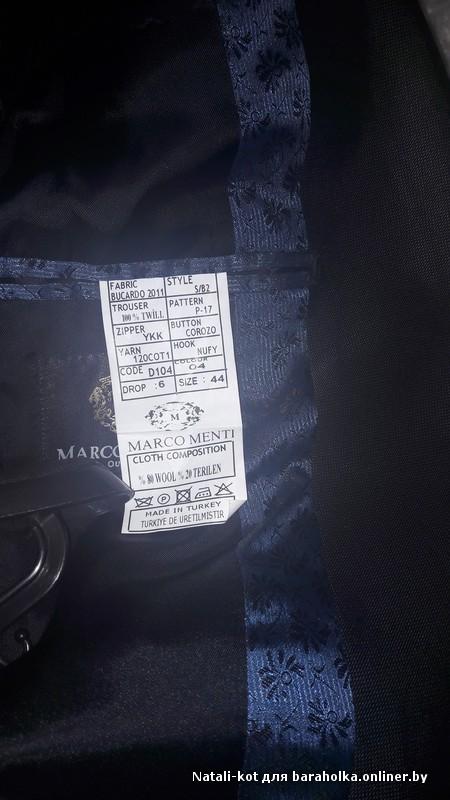 FABRIC STYLE
BUCARDO 2011 S/B2
TROUSER PATTERN
100 % TWILL P-17
ZIPPER BUTTON
YKK COROZO
YARN HOOK
120COT1 NUFY
CODE D104 COLOUR 04
DROP :6 SIZE : 44
M
MARCO MENTI
CLOTH COMPOSITION
% 80 WOOL % 20 TERILEN
P
MADE IN TURKEY
TURKIYE DE URETILMISTIR
MARCO
Natali-kot для baraholka.onliner.by